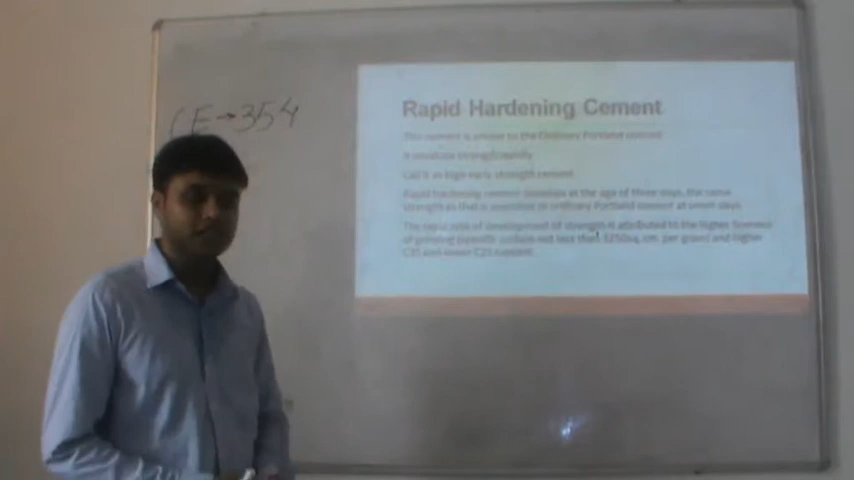 CE→354
Rapid Hardening Cement
This cement is similar to the Ordinary Portland cement
It develops strength rapidly
Call it as high early strength cement
Rapid hardening cement develops at the age of three days, the same
strength as that is expected of ordinary Portland cement at seven days.
The rapid rate of development of strength is attributed to the higher fineness
of grinding (specific surface not less than 3250sq.cm. per gram) and higher
C3S and lower C2S content